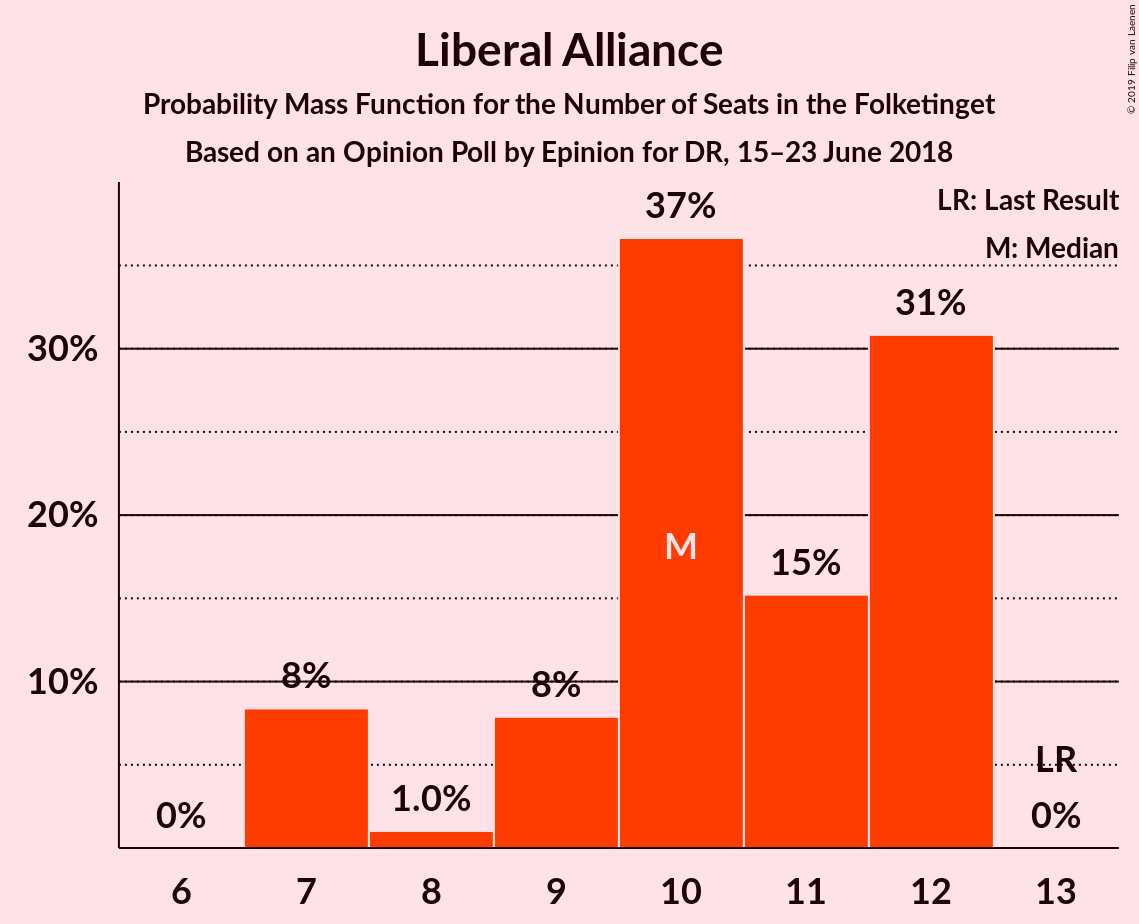 © 2019 Filip van Laenen
Liberal Alliance
Probability Mass Function for the Number of Seats in the Folketinget
Based on an Opinion Poll by Epinion for DR, 15–23 June 2018
LR: Last Result
M: Median
37%
31%
30%
20%
M
15%
10%
8%
8%
LR
1.0%
0%
0%
6 7 8 9 10 11 12 13